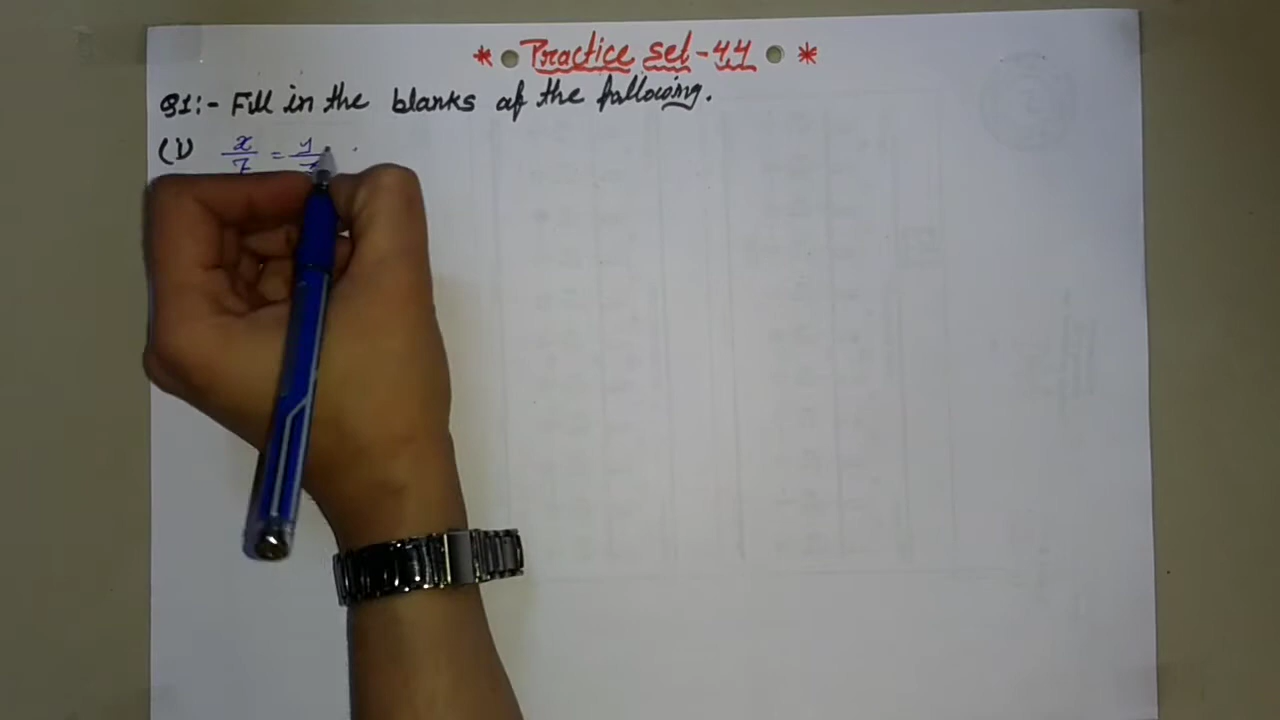 * Practice set - 44 *
Q1:- Fill in the blanks of the following.
(1) x/7 = y/